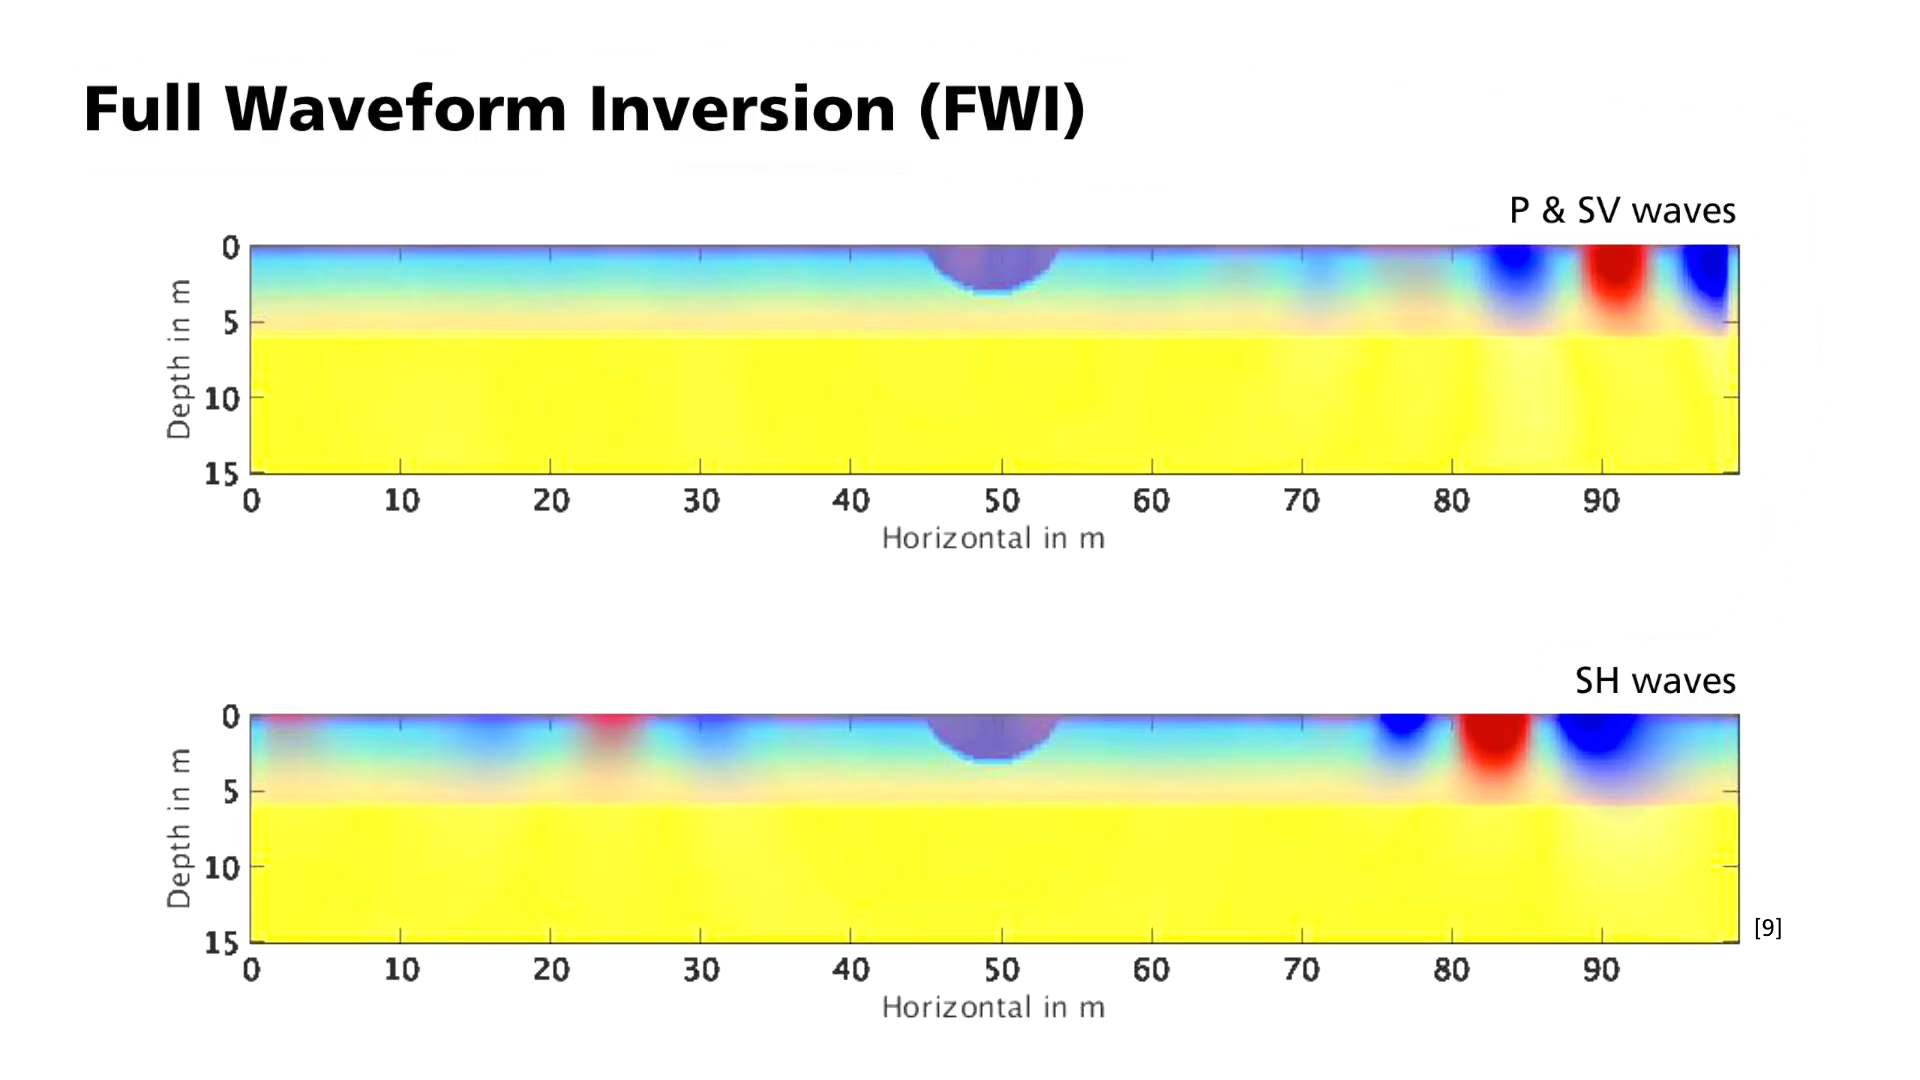 Full Waveform Inversion (FWI)
P & SV waves
0
5
10
15
Depth in m
0 10 20 30 40 50 60 70 80 90
Horizontal in m
SH waves
0
5
10
15
Depth in m
[9]
0 10 20 30 40 50 60 70 80 90
Horizontal in m